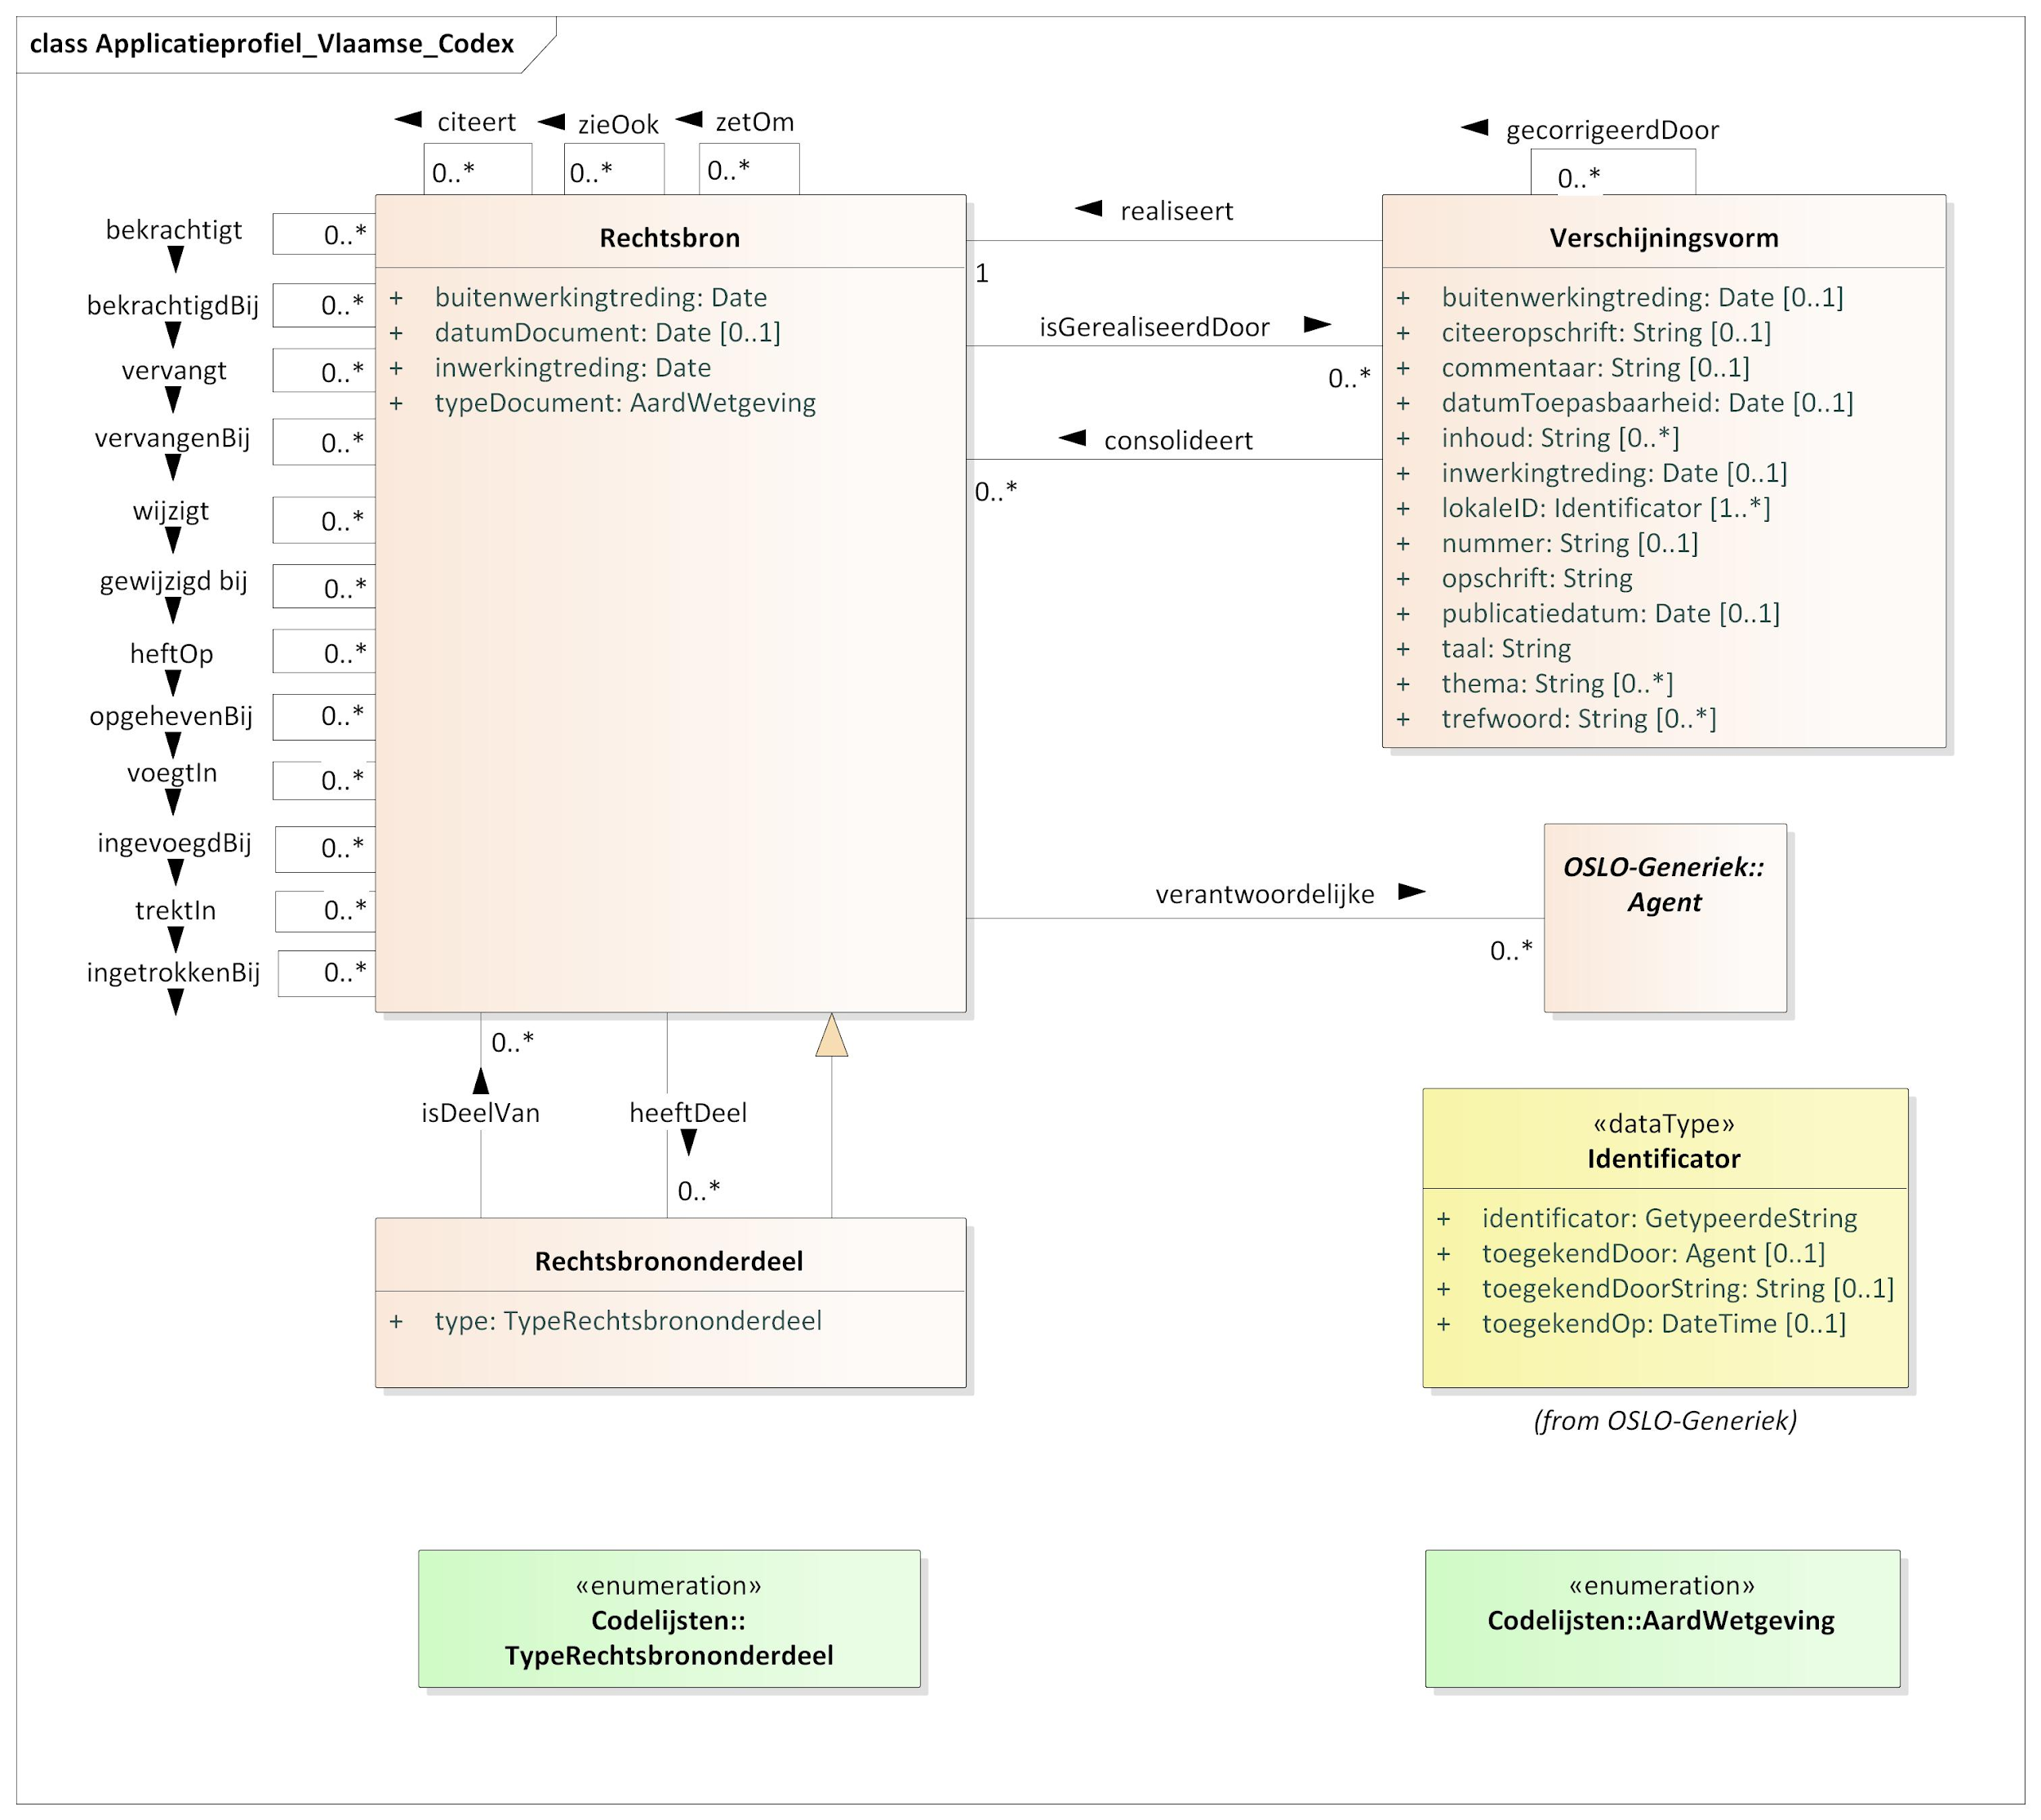 class Applicatieprofiel_Vlaamse_Codex
citeert
zieOok
zetOm
0..*
0..*
0..*
bekrachtigt
0..*
bekrachtigdBij
0..*
vervangt
0..*
vervangenBij
0..*
wijzigt
0..*
gewijzigd bij
0..*
heftOp
0..*
opgehevenBij
0..*
voegtIn
0..*
ingevoegdBij
0..*
trektIn
0..*
ingetrokkenBij
0..*
Rechtsbron
+ buitenwerkingtreding: Date
+ datumDocument: Date [0..1]
+ inwerkingtreding: Date
+ typeDocument: AardWetgeving
realiseert
1
isGerealiseerdDoor
0..*
consolideert
0..*
gecorrigeerdDoor
0..*
Verschijningsvorm
+ buitenwerkingtreding: Date [0..1]
+ citeeropschrift: String [0..1]
+ commentaar: String [0..1]
+ datumToepasbaarheid: Date [0..1]
+ inhoud: String [0..*]
+ inwerkingtreding: Date [0..1]
+ lokaleID: Identificator [1..*]
+ nummer: String [0..1]
+ opschrift: String
+ publicatiedatum: Date [0..1]
+ taal: String
+ thema: String [0..*]
+ trefwoord: String [0..*]
verantwoordelijke
0..*
OSLO-Generiek::
Agent
0..*
isDeelVan
heeftDeel
0..*
Rechtsbrononderdeel
+ type: TypeRechtsbrononderdeel
«dataType»
Identificator
+ identificator: GetypeerdeString
+ toegekendDoor: Agent [0..1]
+ toegekendDoorString: String [0..1]
+ toegekendOp: DateTime [0..1]
(from OSLO-Generiek)
«enumeration»
Codelijsten::
TypeRechtsbrononderdeel
«enumeration»
Codelijsten::AardWetgeving